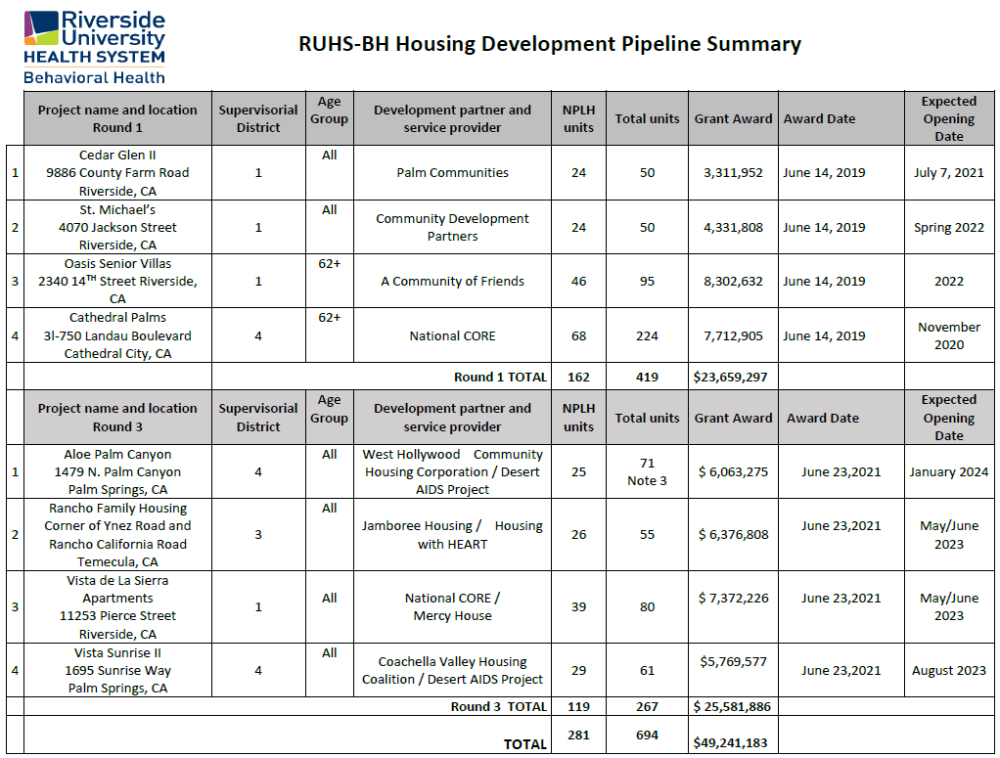 Riverside
University
HEALTH SYSTEM
Behavioral Health
RUHS-BH Housing Development Pipeline Summary
Project name and location Round 1 | Supervisorial District | Age Group | Development partner and service provider | NPLH units | Total units | Grant Award | Award Date | Expected Opening Date
1 | Cedar Glen II 9886 County Farm Road Riverside, CA | 1 | All | Palm Communities | 24 | 50 | 3,311,952 | June 14, 2019 | July 7, 2021
2 | St. Michael's 4070 Jackson Street Riverside, CA | 1 | All | Community Development Partners | 24 | 50 | 4,331,808 | June 14, 2019 | Spring 2022
3 | Oasis Senior Villas 2340 14TH Street Riverside, CA | 1 | 62+ | A Community of Friends | 46 | 95 | 8,302,632 | June 14, 2019 | 2022
4 | Cathedral Palms 3l-750 Landau Boulevard Cathedral City, CA | 4 | 62+ | National CORE | 68 | 224 | 7,712,905 | June 14, 2019 | November 2020
Round 1 TOTAL | 162 | 419 | $23,659,297
Project name and location Round 3 | Supervisorial District | Age Group | Development partner and service provider | NPLH units | Total units | Grant Award | Award Date | Expected Opening Date
1 | Aloe Palm Canyon 1479 N. Palm Canyon Palm Springs, CA | 4 | All | West Hollywood Community Housing Corporation / Desert AIDS Project | 25 | 71 Note 3 | $ 6,063,275 | June 23,2021 | January 2024
2 | Rancho Family Housing Corner of Ynez Road and Rancho California Road Temecula, CA | 3 | All | Jamboree Housing / Housing with HEART | 26 | 55 | $ 6,376,808 | June 23,2021 | May/June 2023
3 | Vista de La Sierra Apartments 11253 Pierce Street Riverside, CA | 1 | All | National CORE / Mercy House | 39 | 80 | $ 7,372,226 | June 23,2021 | May/June 2023
4 | Vista Sunrise II 1695 Sunrise Way Palm Springs, CA | 4 | All | Coachella Valley Housing Coalition / Desert AIDS Project | 29 | 61 | $5,769,577 | June 23,2021 | August 2023
Round 3 TOTAL | 119 | 267 | $ 25,581,886
TOTAL | 281 | 694 | $49,241,183